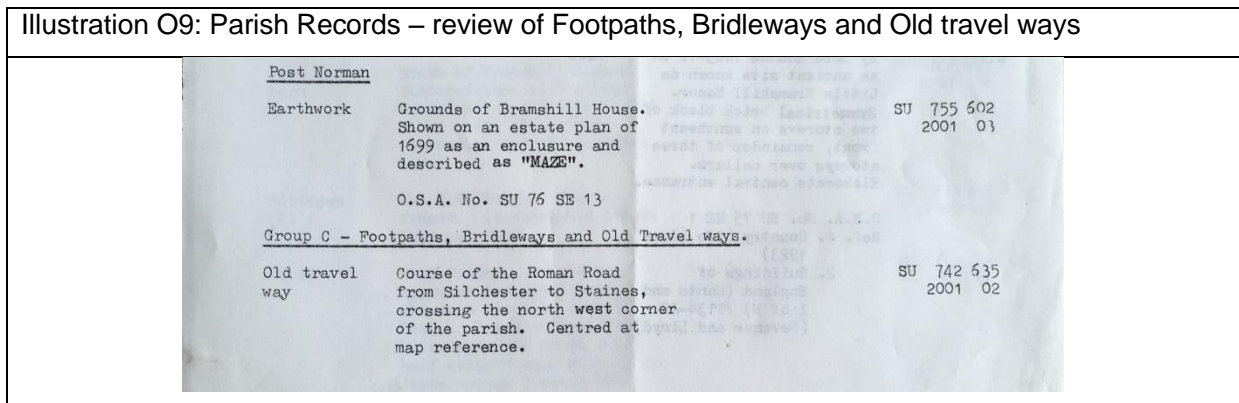 Illustration O9: Parish Records – review of Footpaths, Bridleways and Old travel ways
Post Norman
Earthwork Grounds of Bramshill House. SU 755 602
Shown on an estate plan of 2001 03
1699 as an enclusure and
described as "MAZE".
O.S.A. No. SU 76 SE 13
Group C - Footpaths, Bridleways and Old Travel ways.
Old travel Course of the Roman Road SU 742 635
way from Silchester to Staines, 2001 02
crossing the north west corner
of the parish. Centred at
map reference.